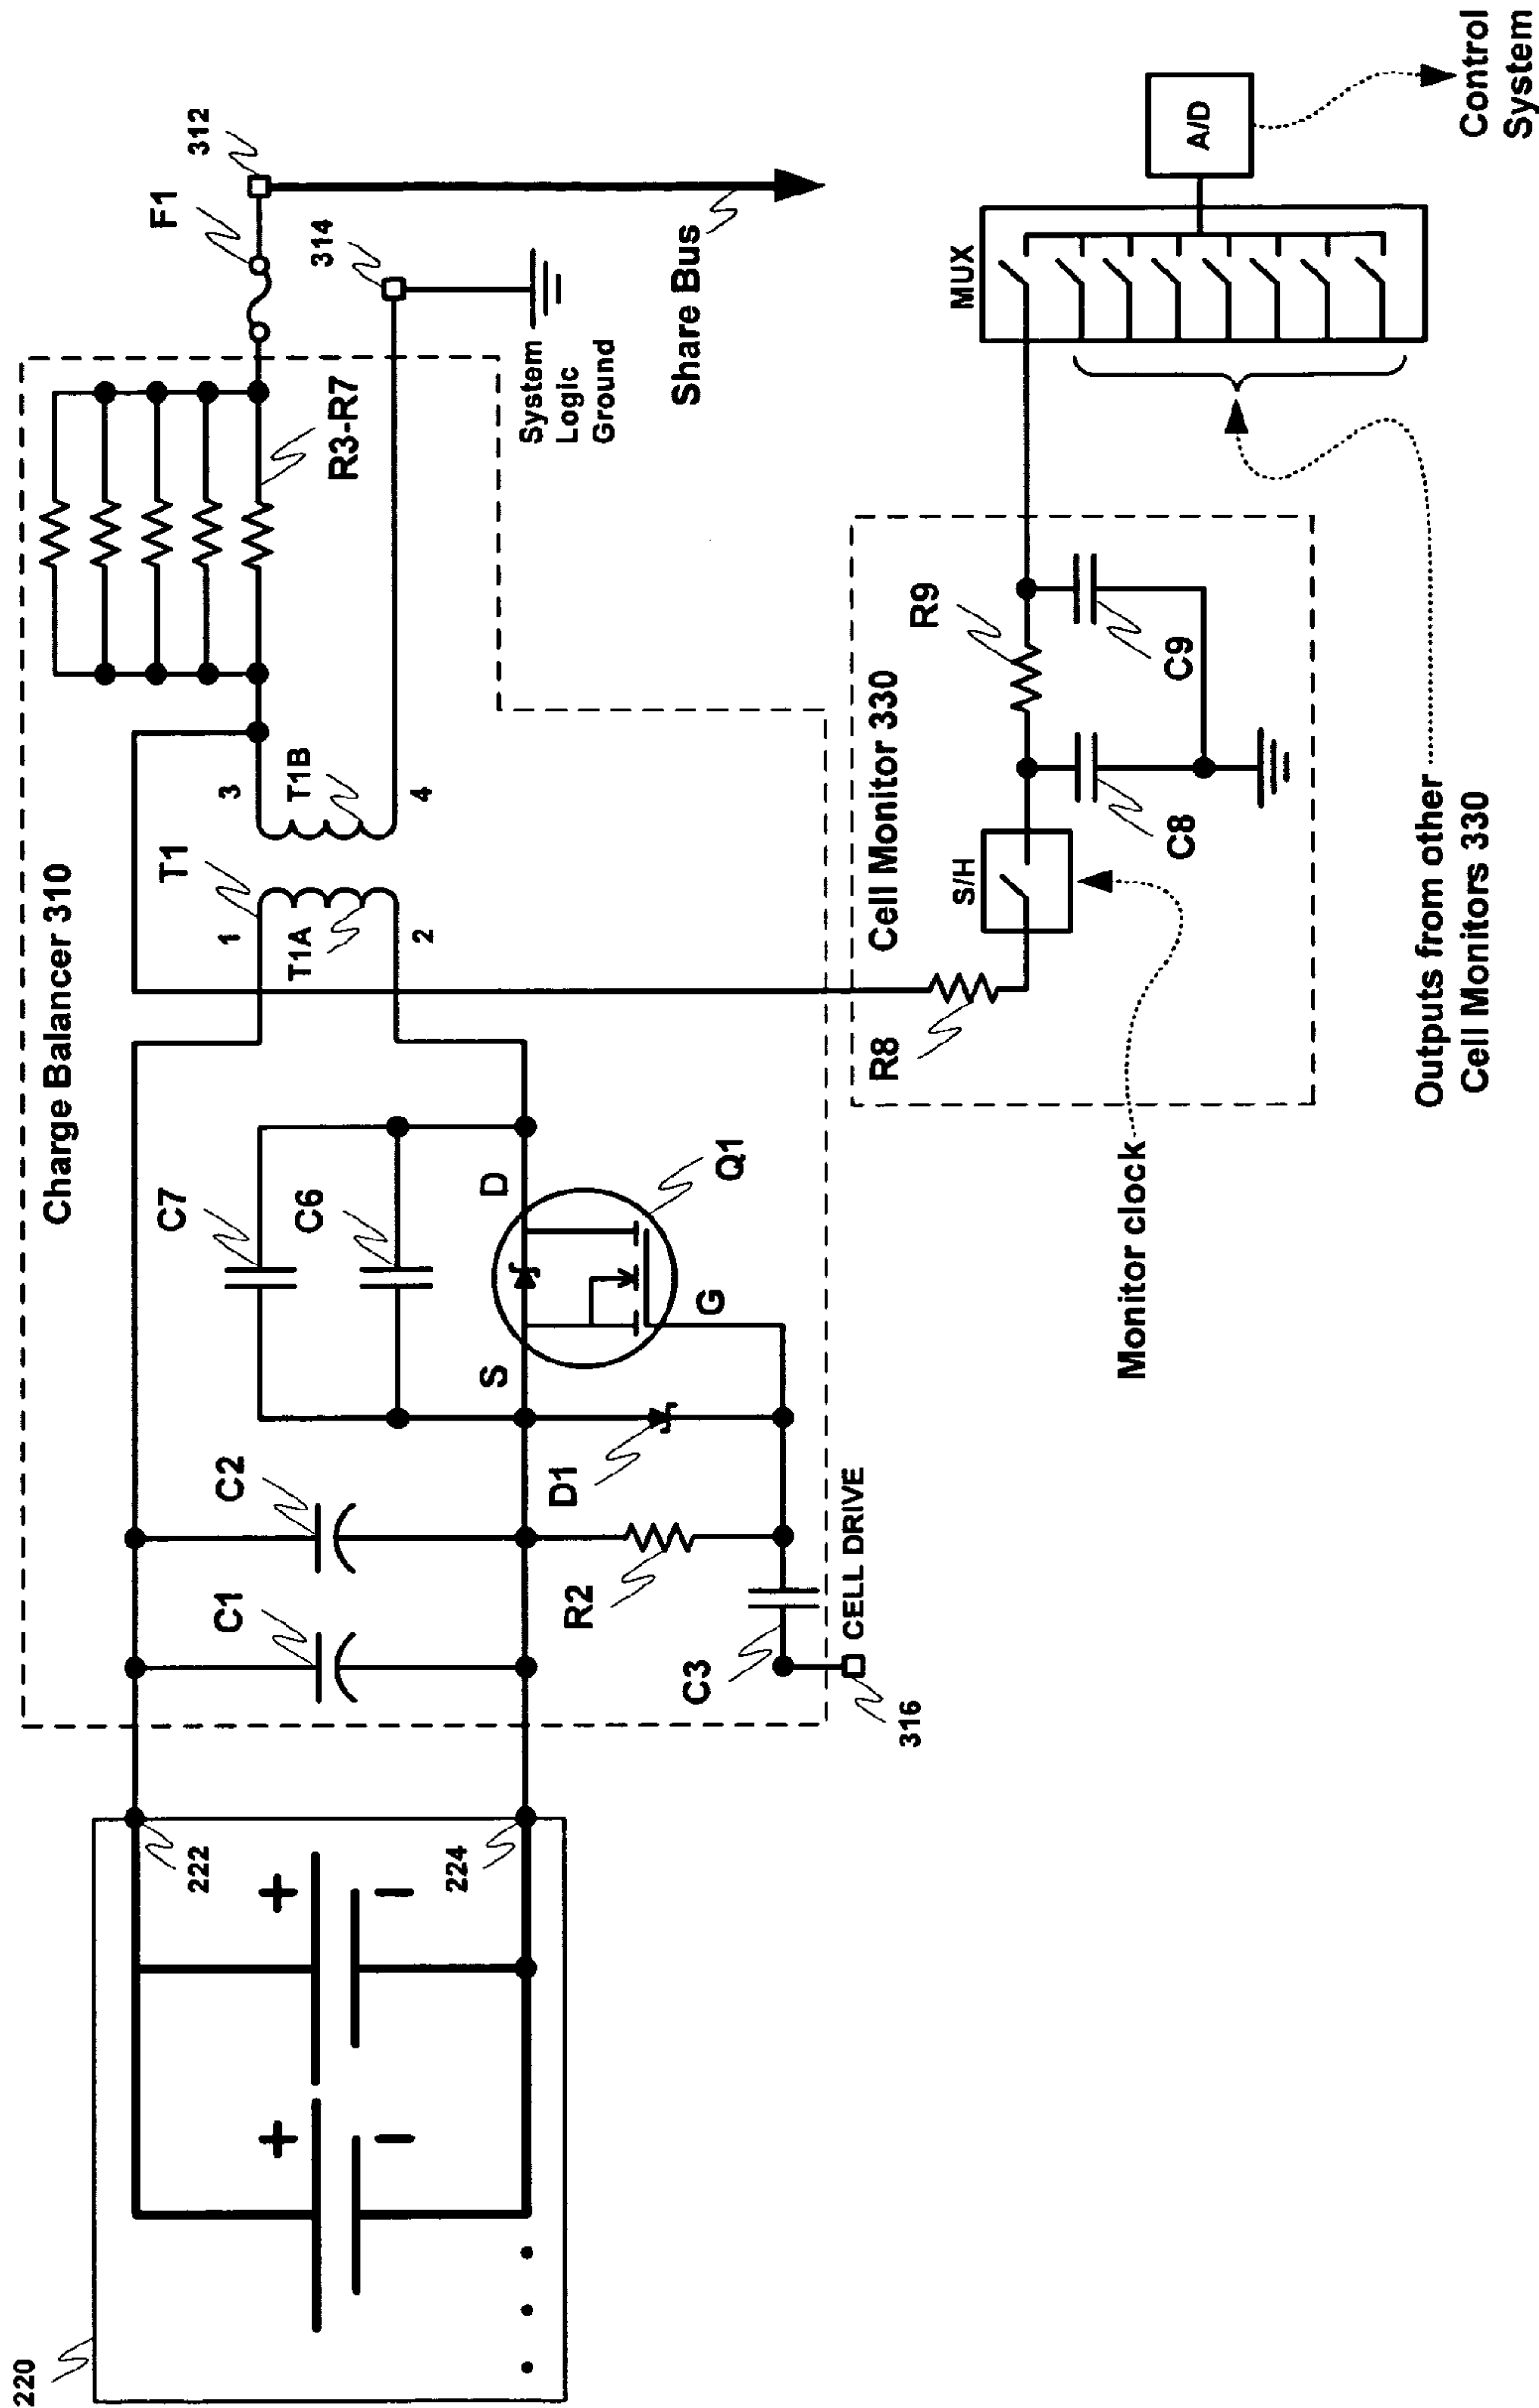 Charge Balancer 310
220
222
224
+
−
+
−
C1
C2
C7
C6
S
D
G
Q1
D1
R2
C3
CELL DRIVE
316
T1
1
2
T1A
T1B
3
4
R3-R7
F1
312
314
System
Logic
Ground
Share Bus
Cell Monitor 330
R8
S/H
R9
C8
C9
Monitor clock
MUX
A/D
Control
System
Outputs from other
Cell Monitors 330